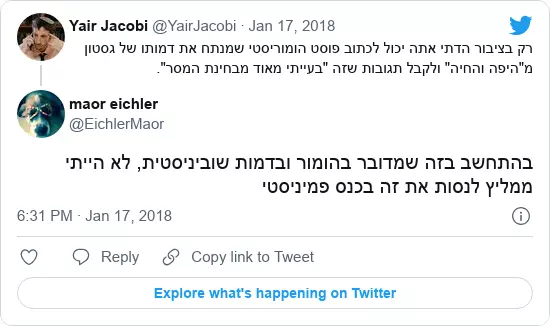 Yair Jacobi @YairJacobi · Jan 17, 2018
רק בציבור הדתי אתה יכול לכתוב פוסט הומוריסטי שמנתח את דמותו של גסטון
מ"היפה והחיה" ולקבל תגובות שזה "בעייתי מאוד מבחינת המסר".
maor eichler
@EichlerMaor
בהתחשב בזה שמדובר בהומור ובדמות שוביניסטית, לא הייתי
ממליץ לנסות את זה בכנס פמיניסטי
6:31 PM · Jan 17, 2018
Reply Copy link to Tweet
Explore what's happening on Twitter